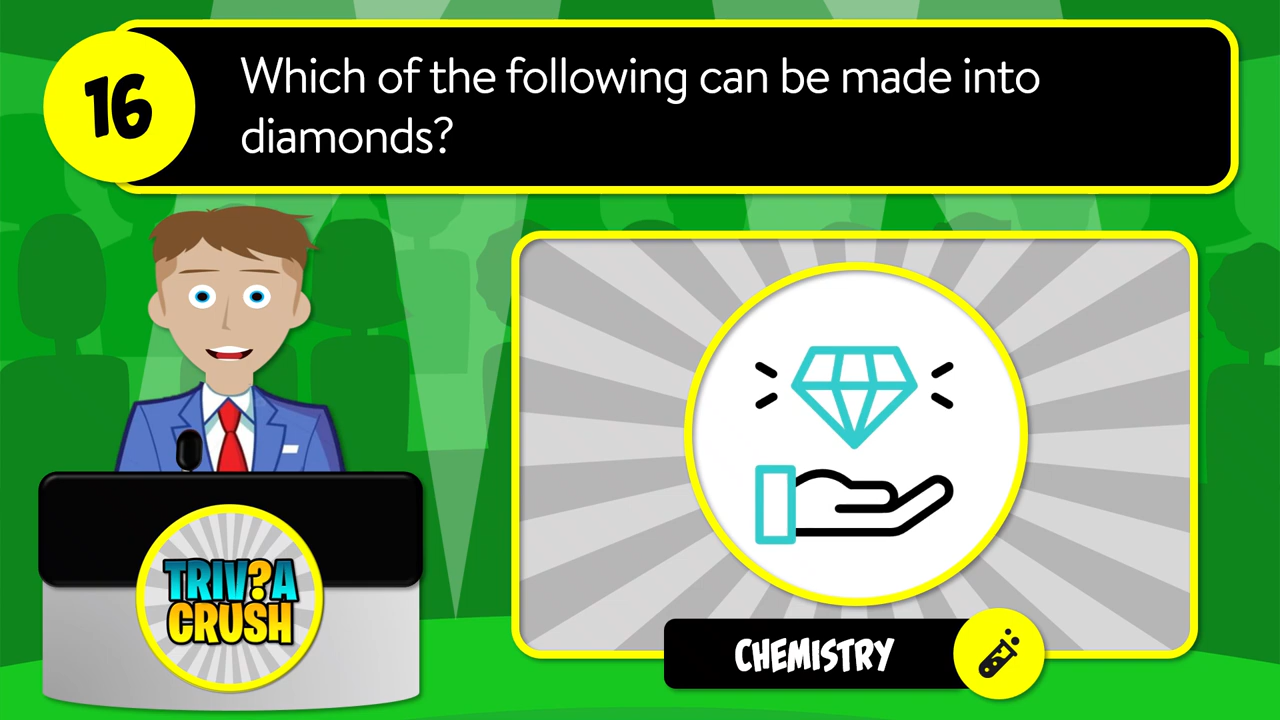 16
Which of the following can be made into
diamonds?
TRIV?A
CRUSH
CHEMISTRY